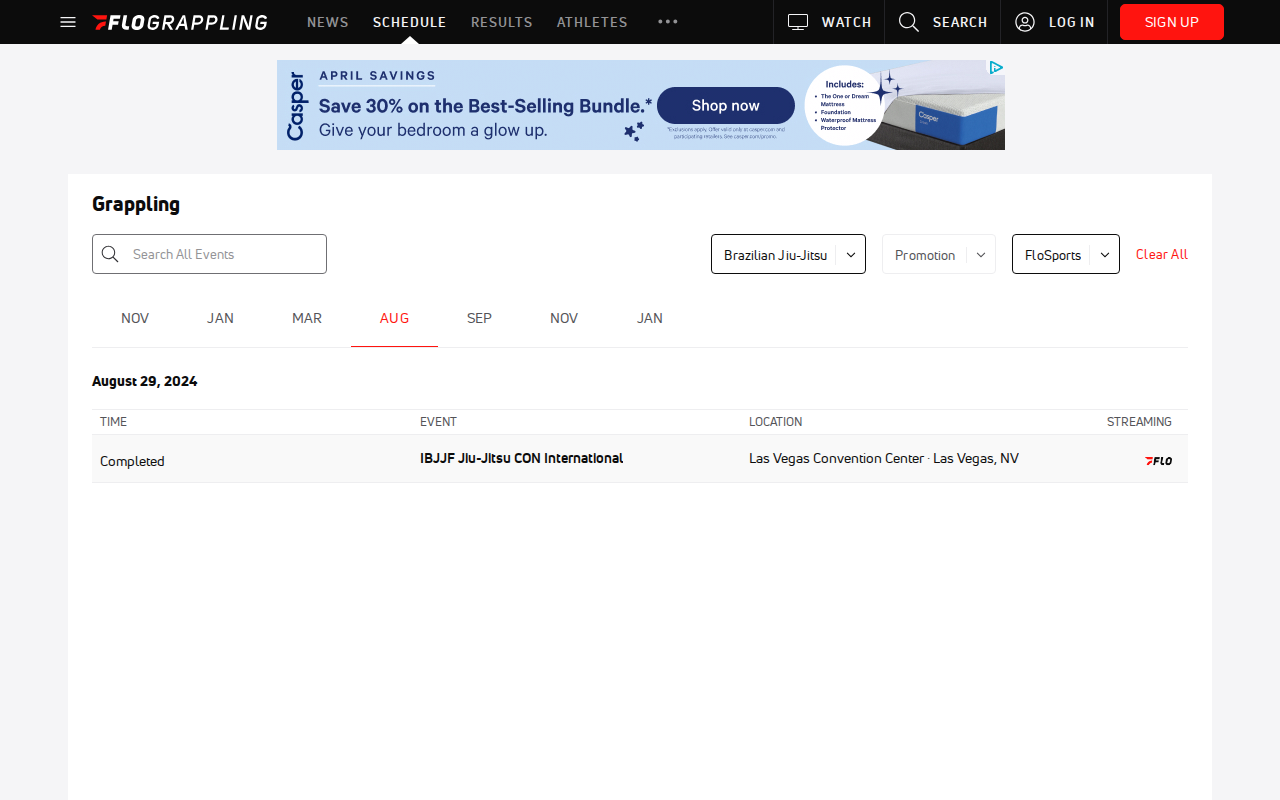 FLOGRAPPLING
NEWS
SCHEDULE
RESULTS
ATHLETES
WATCH
SEARCH
LOG IN
SIGN UP
Casper
APRIL SAVINGS
Save 30% on the Best-Selling Bundle.*
Give your bedroom a glow up.
Shop now
*Exclusions apply. Offer valid only at casper.com and
participating retailers. See casper.com/promo.
Includes:
• The One or Dream
Mattress
• Foundation
• Waterproof Mattress
Protector
Casper
Grappling
Search All Events
Brazilian Jiu-Jitsu
Promotion
FloSports
Clear All
NOV
JAN
MAR
AUG
SEP
NOV
JAN
August 29, 2024
TIME
EVENT
LOCATION
STREAMING
Completed
IBJJF Jiu-Jitsu CON International
Las Vegas Convention Center · Las Vegas, NV
FLO